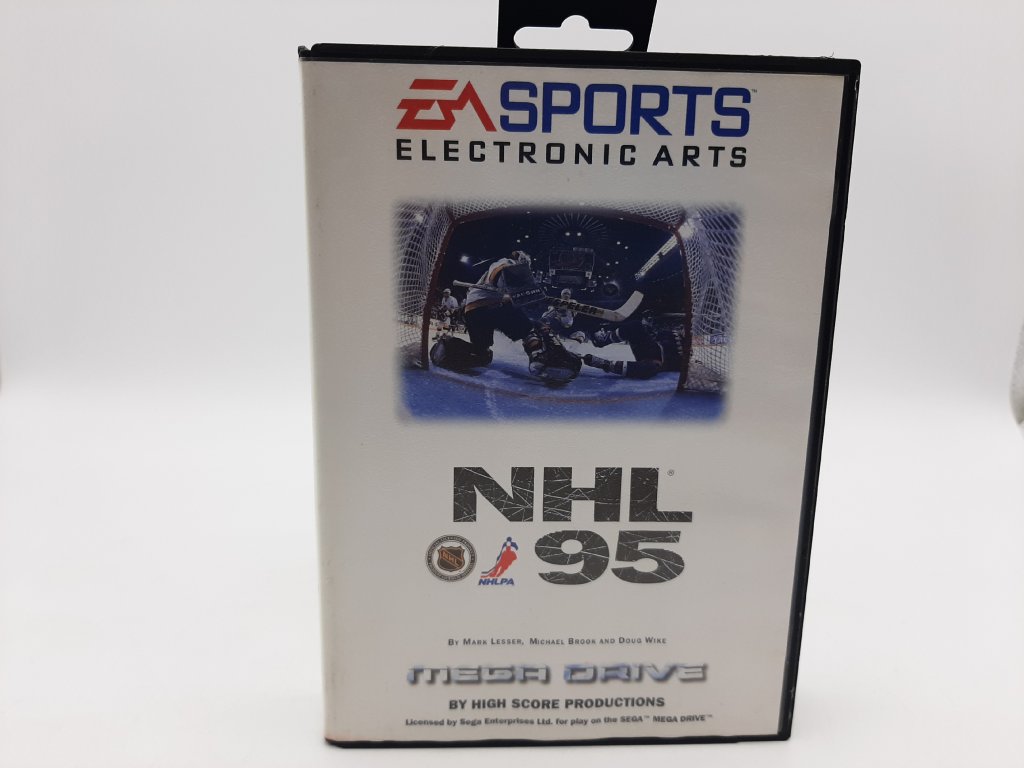 EA SPORTS™
ELECTRONIC ARTS
NHL®
95
NHLPA
BY MARK LESSER, MICHAEL BROOK AND DOUG WIKE
MEGA DRIVE
BY HIGH SCORE PRODUCTIONS
Licensed by Sega Enterprises Ltd. for play on the SEGA™ MEGA DRIVE™